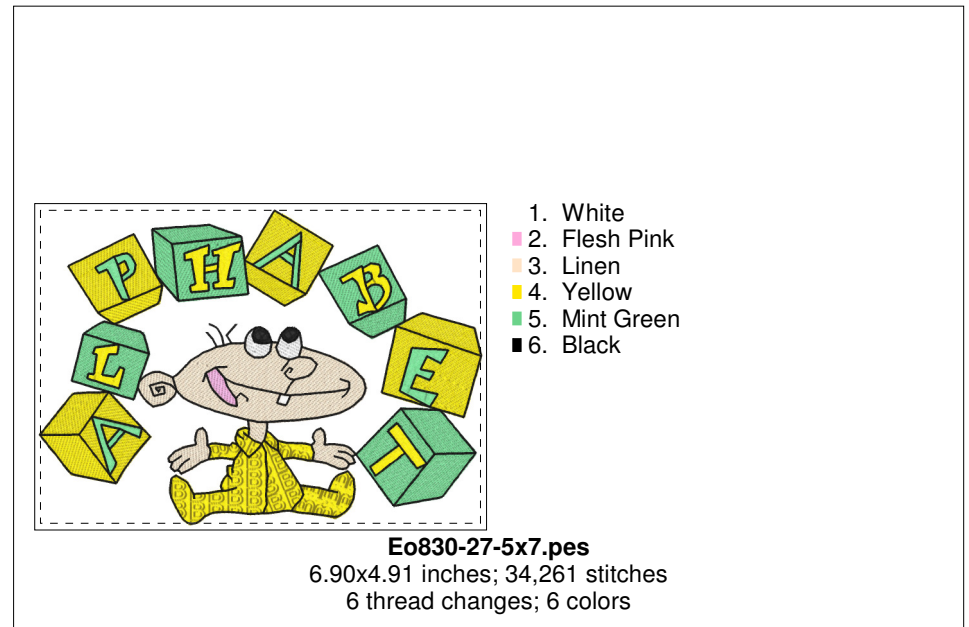 A L P H A B E T
1. White
2. Flesh Pink
3. Linen
4. Yellow
5. Mint Green
6. Black
Eo830-27-5x7.pes
6.90x4.91 inches; 34,261 stitches
6 thread changes; 6 colors